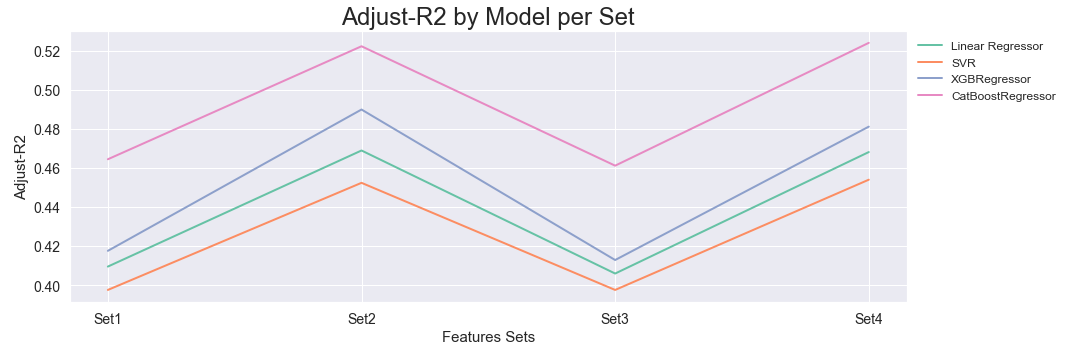 Adjust-R2 by Model per Set
Adjust-R2
0.52
0.50
0.48
0.46
0.44
0.42
0.40
Set1
Set2
Set3
Set4
Features Sets
Linear Regressor
SVR
XGBRegressor
CatBoostRegressor